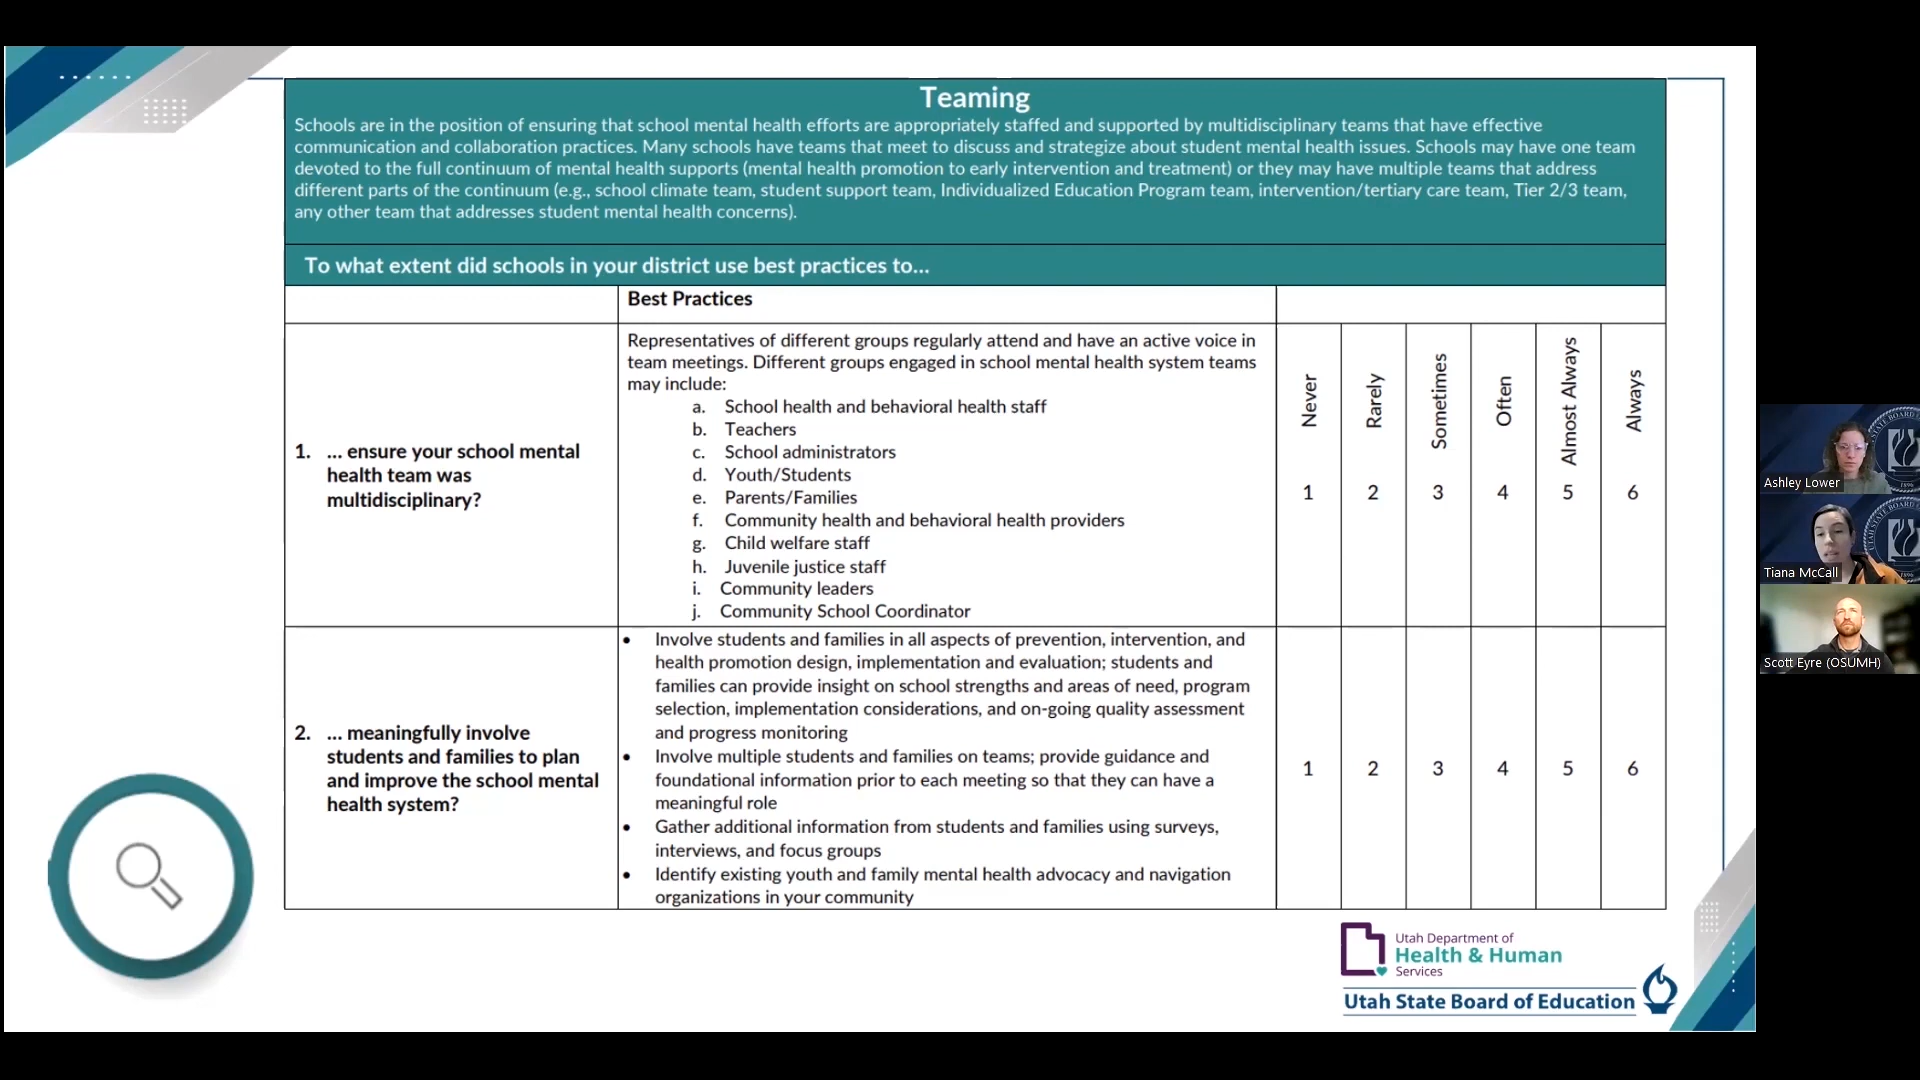 Teaming
Schools are in the position of ensuring that school mental health efforts are appropriately staffed and supported by multidisciplinary teams that have effective
communication and collaboration practices. Many schools have teams that meet to discuss and strategize about student mental health issues. Schools may have one team
devoted to the full continuum of mental health supports (mental health promotion to early intervention and treatment) or they may have multiple teams that address
different parts of the continuum (e.g., school climate team, student support team, Individualized Education Program team, intervention/tertiary care team, Tier 2/3 team,
any other team that addresses student mental health concerns).
To what extent did schools in your district use best practices to...
Best Practices
1. ... ensure your school mental
health team was
multidisciplinary?
Representatives of different groups regularly attend and have an active voice in
team meetings. Different groups engaged in school mental health system teams
may include:
a. School health and behavioral health staff
b. Teachers
c. School administrators
d. Youth/Students
e. Parents/Families
f. Community health and behavioral health providers
g. Child welfare staff
h. Juvenile justice staff
i. Community leaders
j. Community School Coordinator
Never
Rarely
Sometimes
Often
Almost Always
Always
1 2 3 4 5 6
2. ... meaningfully involve
students and families to plan
and improve the school mental
health system?
• Involve students and families in all aspects of prevention, intervention, and
health promotion design, implementation and evaluation; students and
families can provide insight on school strengths and areas of need, program
selection, implementation considerations, and on-going quality assessment
and progress monitoring
• Involve multiple students and families on teams; provide guidance and
foundational information prior to each meeting so that they can have a
meaningful role
• Gather additional information from students and families using surveys,
interviews, and focus groups
• Identify existing youth and family mental health advocacy and navigation
organizations in your community
1 2 3 4 5 6
Utah Department of
Health & Human
Services
Utah State Board of Education
Ashley Lower
Tiana McCall
Scott Eyre (OSUMH)